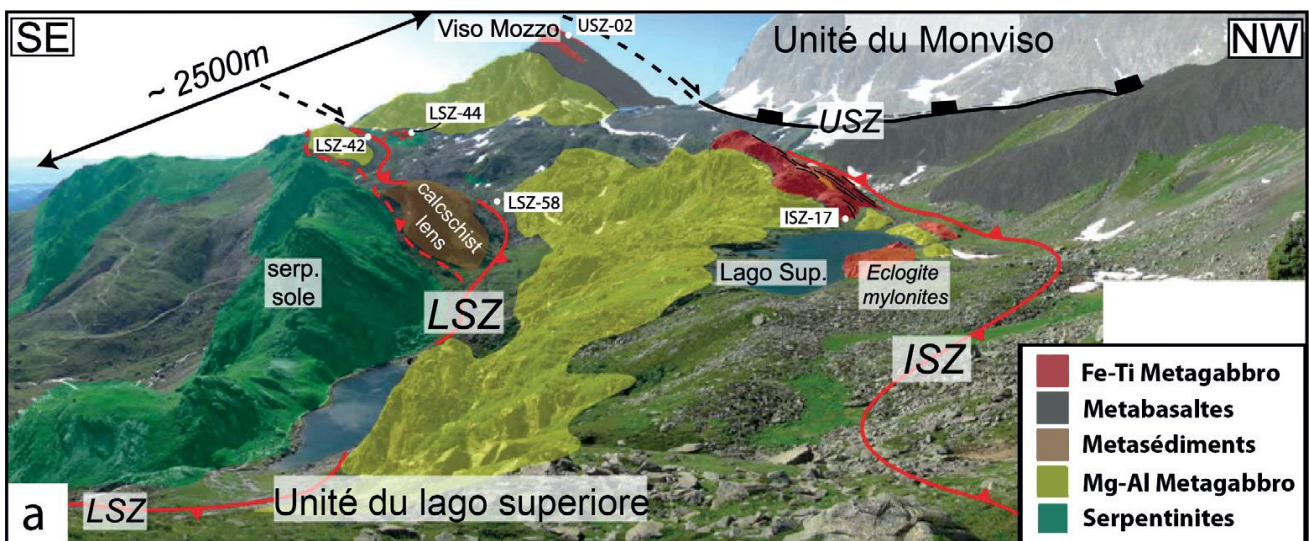 SE
~ 2500m
Viso Mozzo
USZ-02
Unité du Monviso
NW
LSZ-44
LSZ-42
USZ
calcschist
lens
LSZ-58
ISZ-17
serp.
sole
Lago Sup.
Eclogite
mylonites
LSZ
ISZ
LSZ
Unité du lago superiore
a
Fe-Ti Metagabbro
Metabasaltes
Metasédiments
Mg-Al Metagabbro
Serpentinites